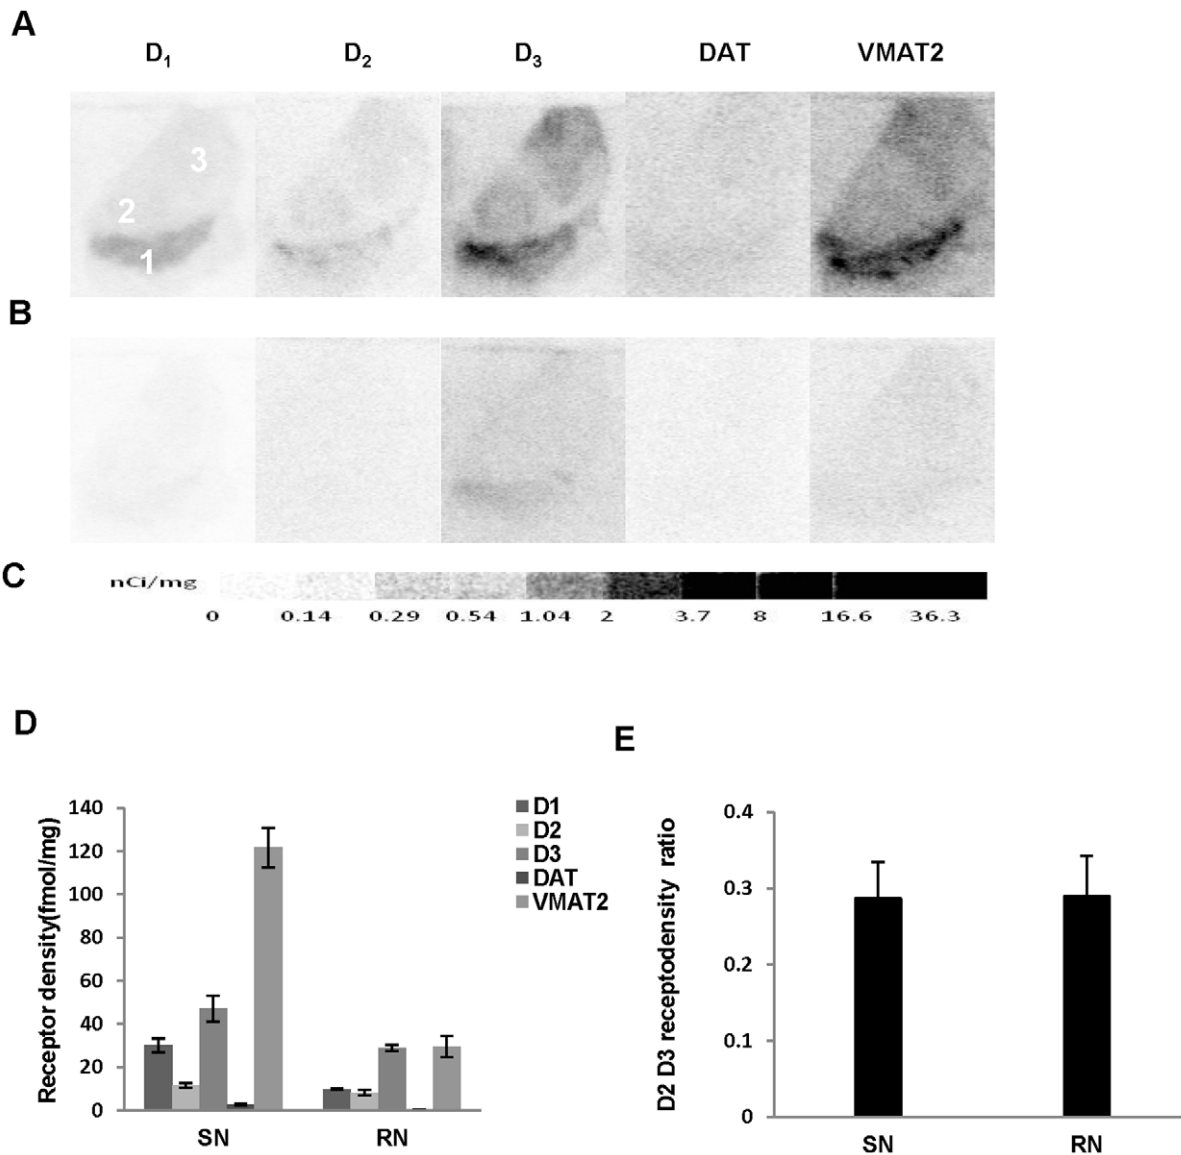 A
D₁ D₂ D₃ DAT VMAT2
3
2
1
B
C
nCi/mg
0 0.14 0.29 0.54 1.04 2 3.7 8 16.6 36.3
D
Receptor density(fmol/mg)
140
120
100
80
60
40
20
0
SN RN
D1
D2
D3
DAT
VMAT2
E
D2 D3 receptodensity ratio
0.4
0.3
0.2
0.1
0
SN RN